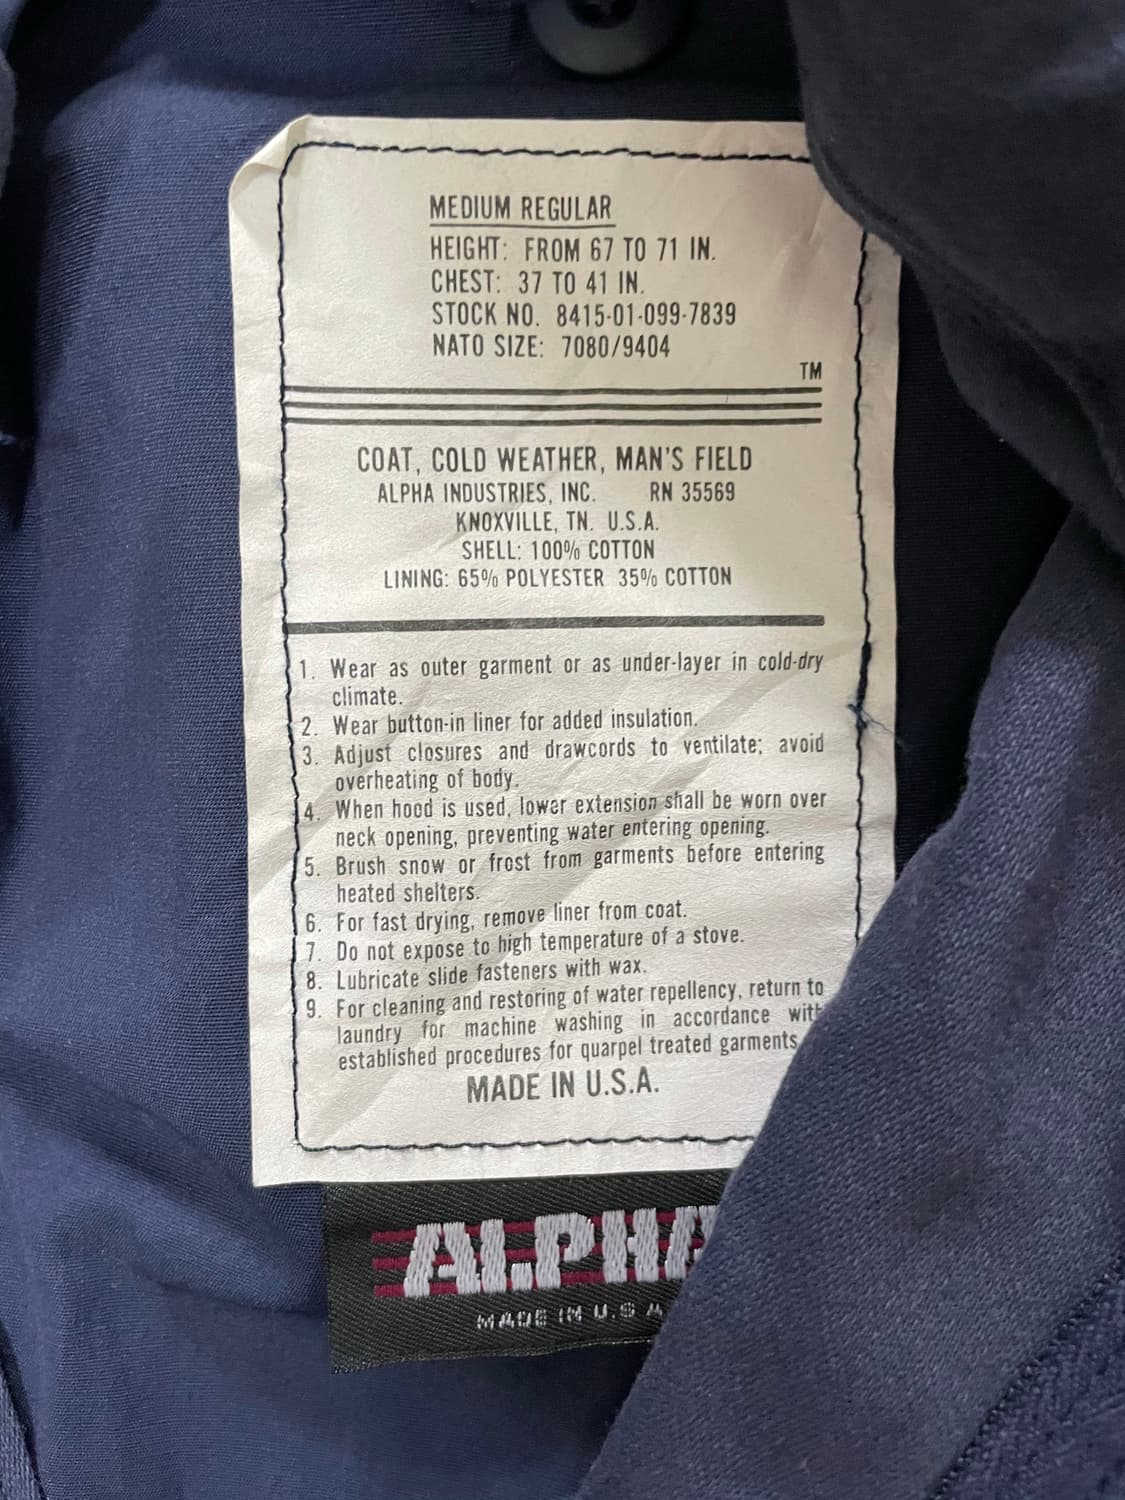 MEDIUM REGULAR
HEIGHT: FROM 67 TO 71 IN.
CHEST: 37 TO 41 IN.
STOCK NO. 8415-01-099-7839
NATO SIZE: 7080/9404
TM
COAT, COLD WEATHER, MAN'S FIELD
ALPHA INDUSTRIES, INC. RN 35569
KNOXVILLE, TN. U.S.A.
SHELL: 100% COTTON
LINING: 65% POLYESTER 35% COTTON
1. Wear as outer garment or as under-layer in cold-dry
climate.
2. Wear button-in liner for added insulation.
3. Adjust closures and drawcords to ventilate; avoid
overheating of body.
4. When hood is used, lower extension shall be worn over
neck opening, preventing water entering opening.
5. Brush snow or frost from garments before entering
heated shelters.
6. For fast drying, remove liner from coat.
7. Do not expose to high temperature of a stove.
8. Lubricate slide fasteners with wax.
9. For cleaning and restoring of water repellency, return to
laundry for machine washing in accordance with
established procedures for quarpel treated garments
MADE IN U.S.A.
ALPHA
MADE IN U.S.A